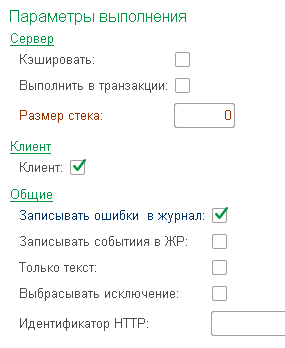 Параметры выполнения
Сервер
Кэшировать:
Выполнить в транзакции:
Размер стека: 0
Клиент
Клиент:
Общие
Записывать ошибки в журнал:
Записывать событиия в ЖР:
Только текст:
Выбрасывать исключение:
Идентификатор HTTP: